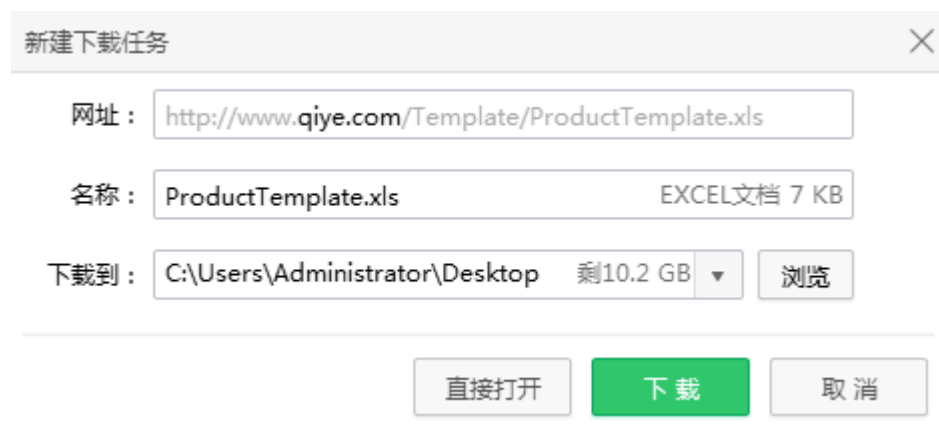 新建下载任务
网址： http://www.qiye.com/Template/ProductTemplate.xls
名称： ProductTemplate.xls EXCEL文档 7 KB
下载到： C:\Users\Administrator\Desktop 剩10.2 GB 浏览
直接打开 下载 取消